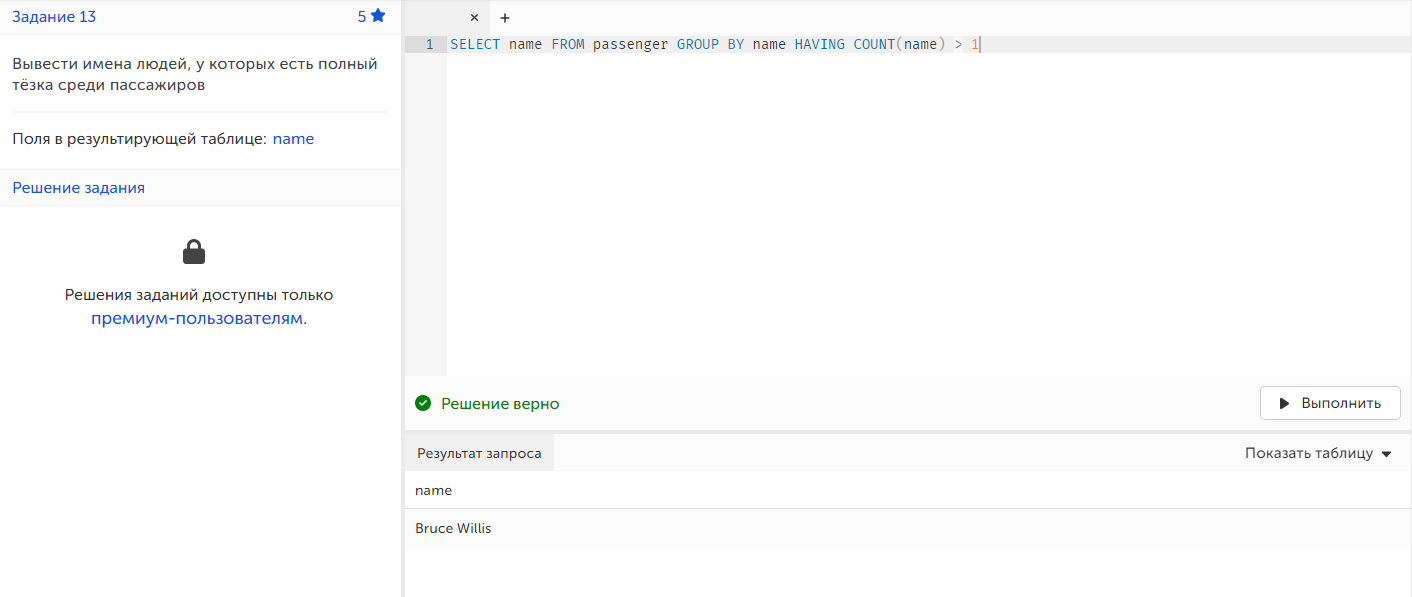 Задание 13
5
Вывести имена людей, у которых есть полный
тёзка среди пассажиров
Поля в результирующей таблице: name
Решение задания
Решения заданий доступны только
премиум-пользователям.
× +
1 SELECT name FROM passenger GROUP BY name HAVING COUNT(name) > 1
Решение верно
Выполнить
Результат запроса
Показать таблицу
name
Bruce Willis